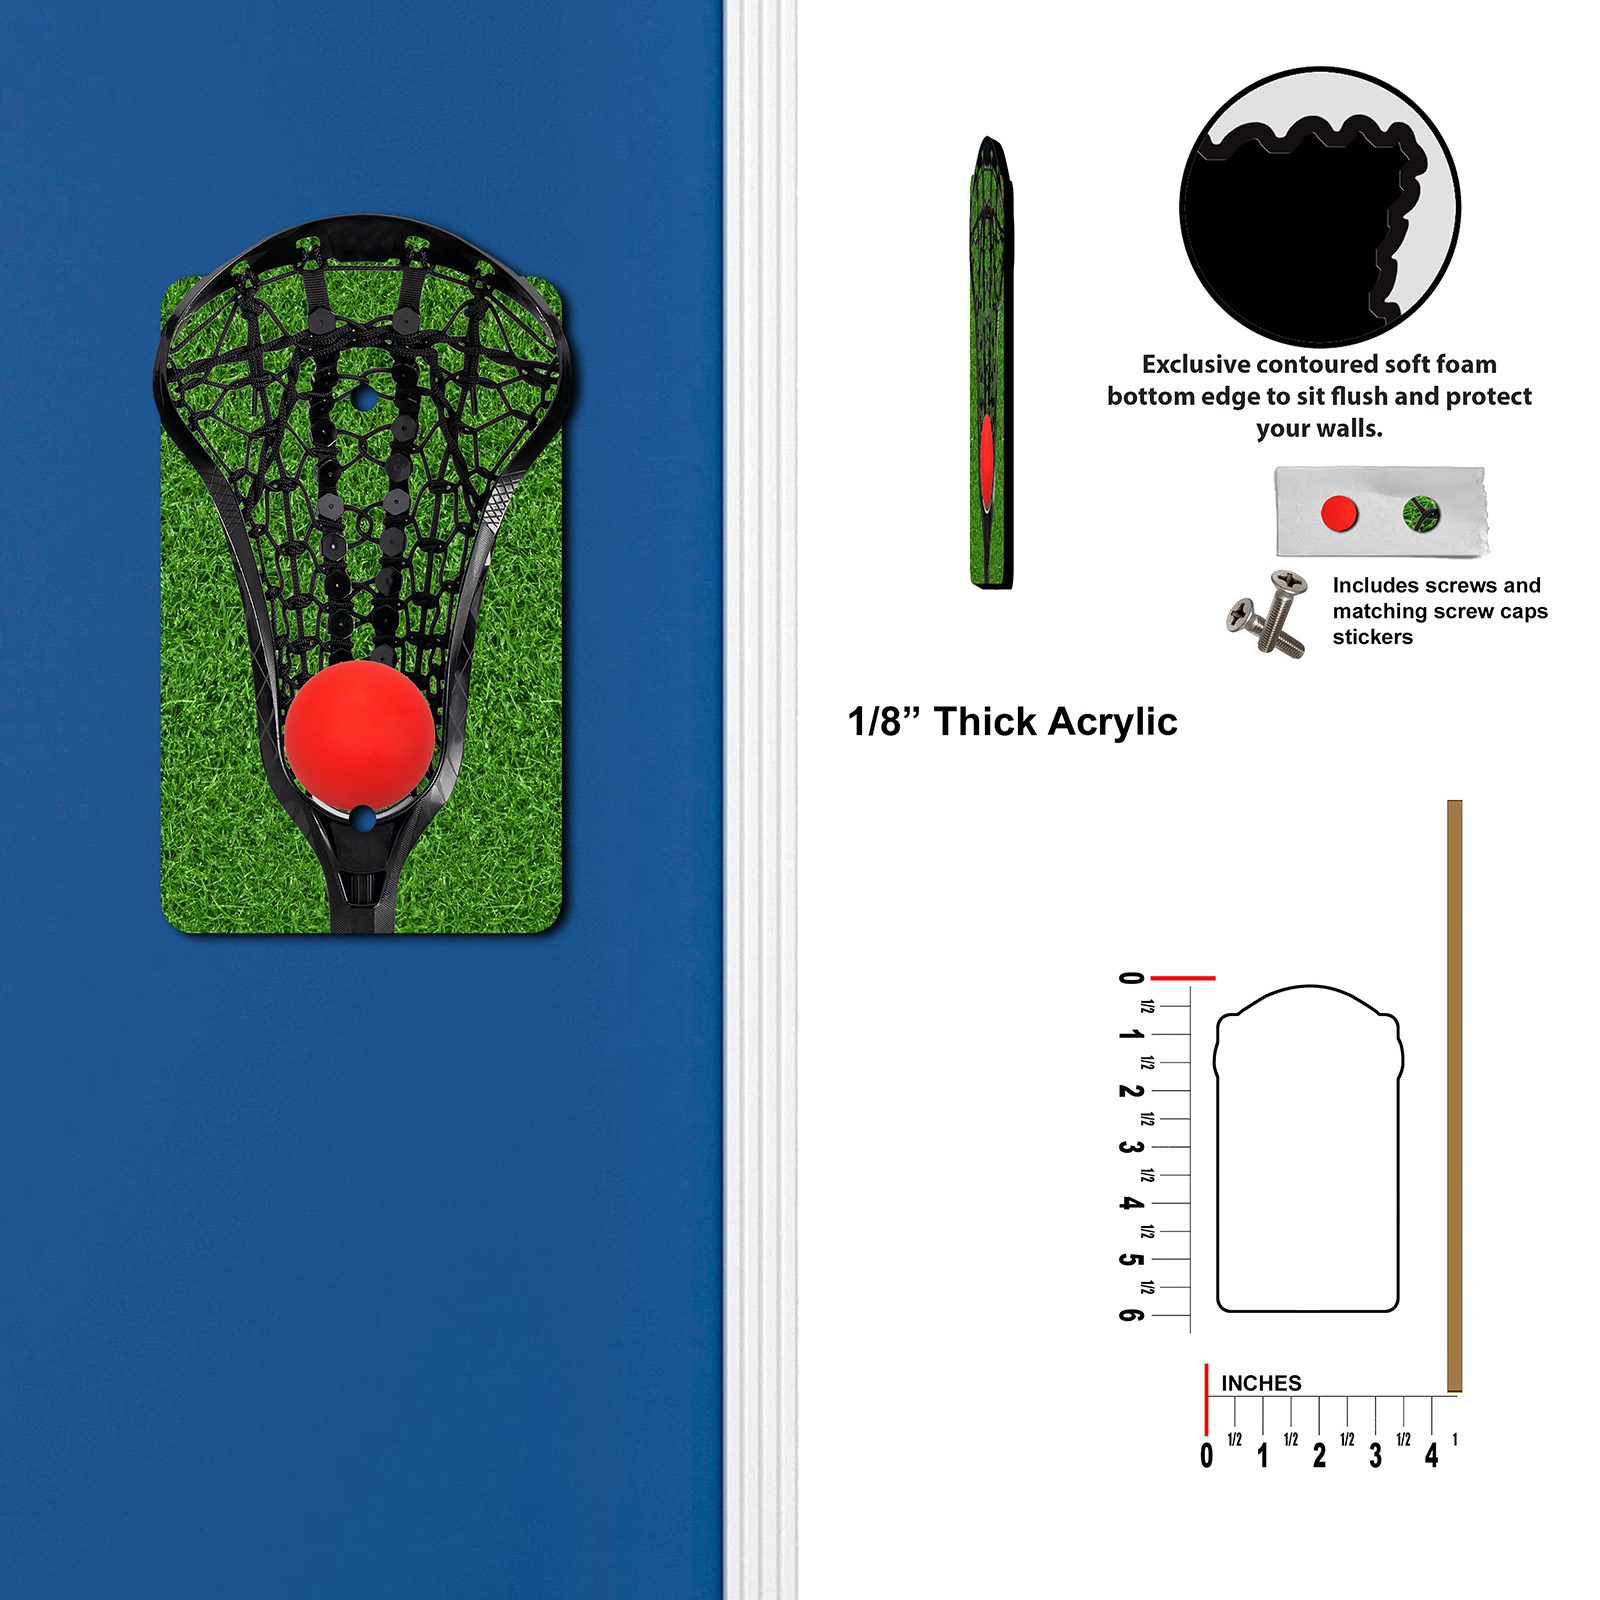 Exclusive contoured soft foam
bottom edge to sit flush and protect
your walls.
Includes screws and
matching screw caps
stickers
1/8” Thick Acrylic
0
1/2
1
1/2
2
1/2
3
1/2
4
1/2
5
1/2
6
INCHES
0 1/2 1 1/2 2 1/2 3 1/2 4 1